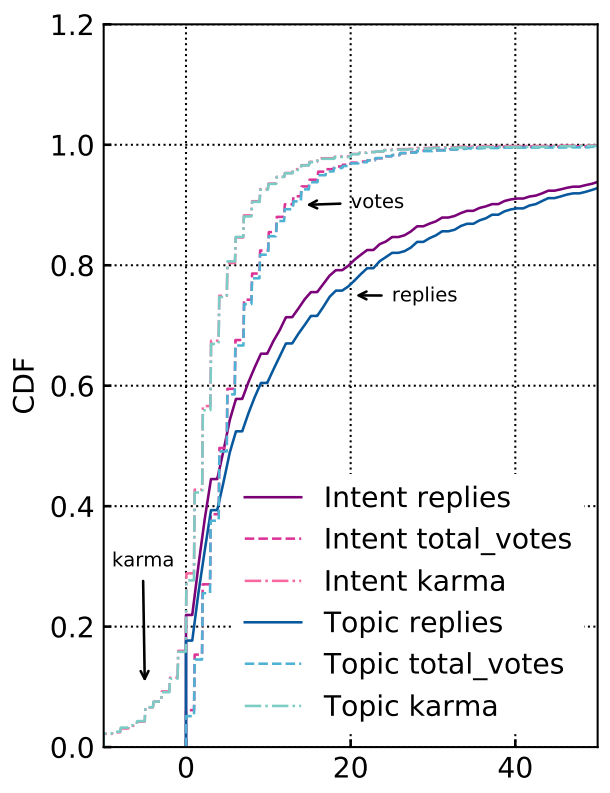 1.2
1.0
0.8
0.6
0.4
0.2
0.0
CDF
votes
replies
karma
Intent replies
Intent total_votes
Intent karma
Topic replies
Topic total_votes
Topic karma
0
20
40